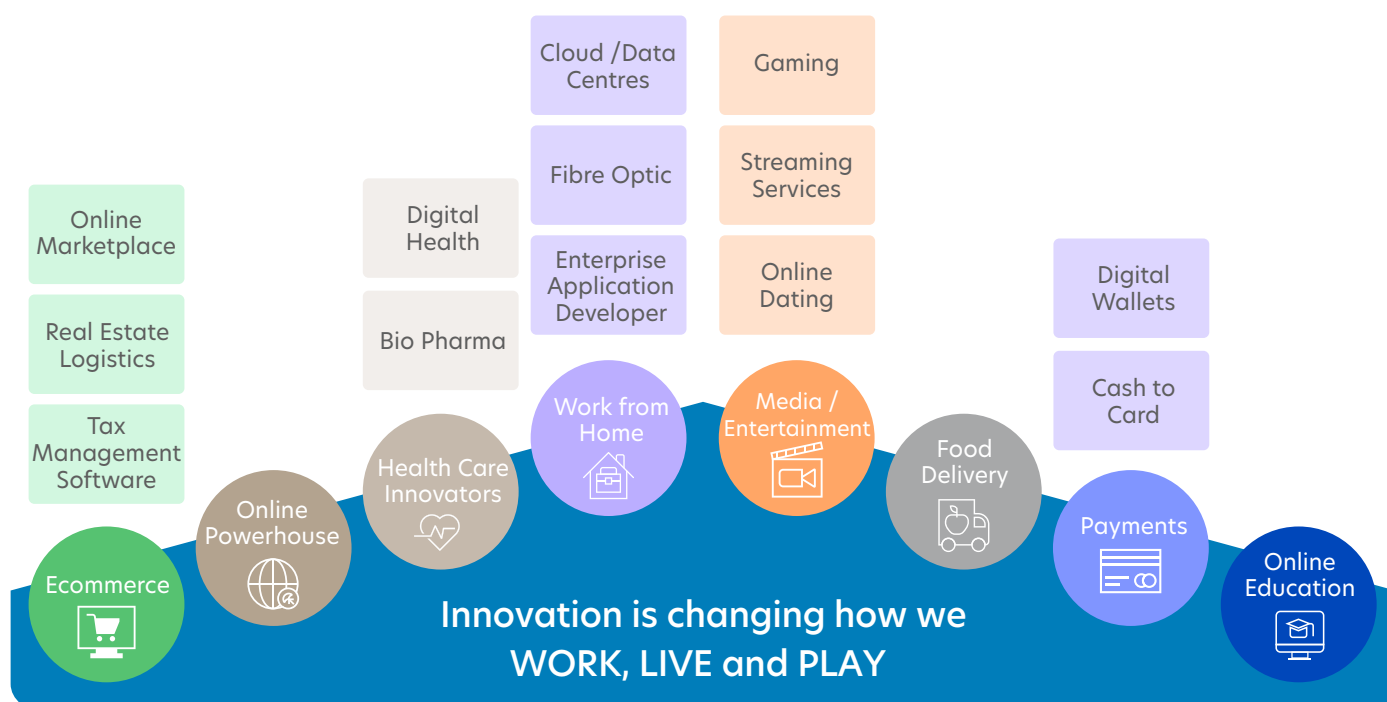 Online
Marketplace
Real Estate
Logistics
Tax
Management
Software
Ecommerce
Online
Powerhouse
Digital
Health
Bio Pharma
Health Care
Innovators
Cloud /Data
Centres
Fibre Optic
Enterprise
Application
Developer
Work from
Home
Gaming
Streaming
Services
Online
Dating
Media /
Entertainment
Food
Delivery
Digital
Wallets
Cash to
Card
Payments
Online
Education
Innovation is changing how we
WORK, LIVE and PLAY